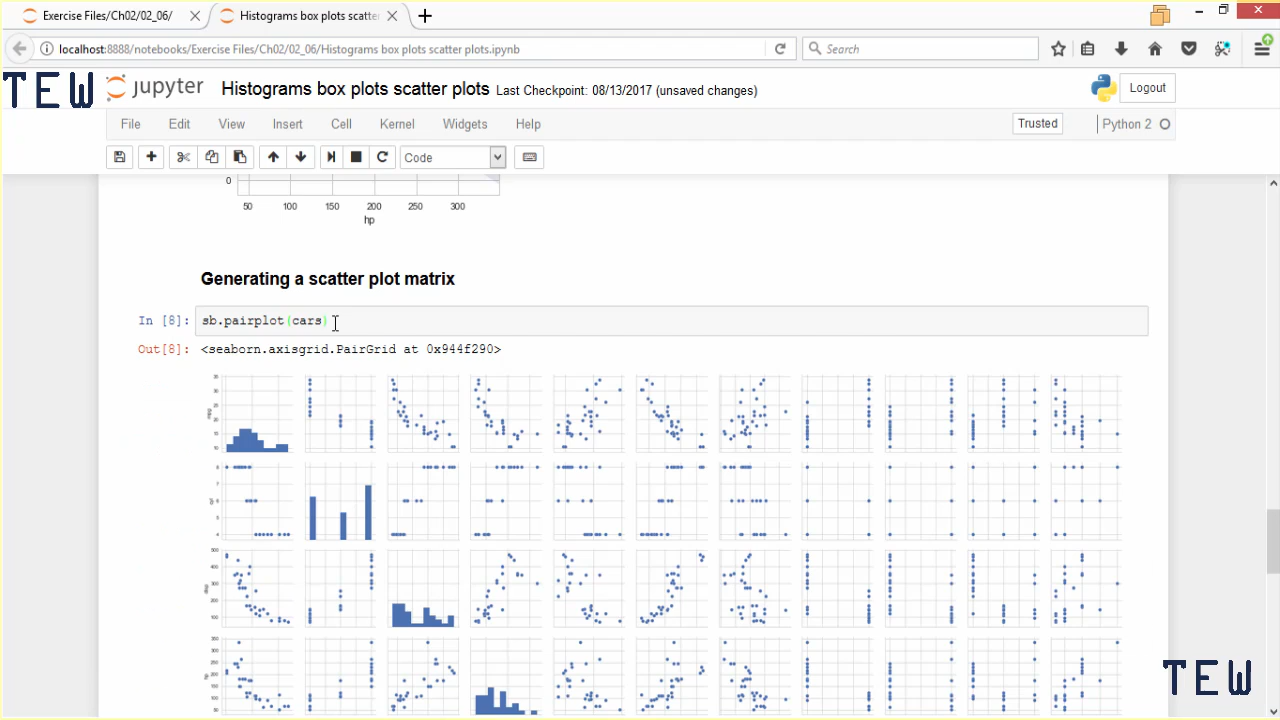 Exercise Files/Ch02/02_06/
Histograms box plots scatte
localhost:8888/notebooks/Exercise Files/Ch02/02_06/Histograms box plots scatter plots.ipynb
Search
TEW
jupyter
Histograms box plots scatter plots
Last Checkpoint: 08/13/2017 (unsaved changes)
Logout
File Edit View Insert Cell Kernel Widgets Help
Trusted
Python 2
Code
0
50 100 150 200 250 300
hp
Generating a scatter plot matrix
In [8]: sb.pairplot(cars)
Out[8]: <seaborn.axisgrid.PairGrid at 0x944f290>
TEW